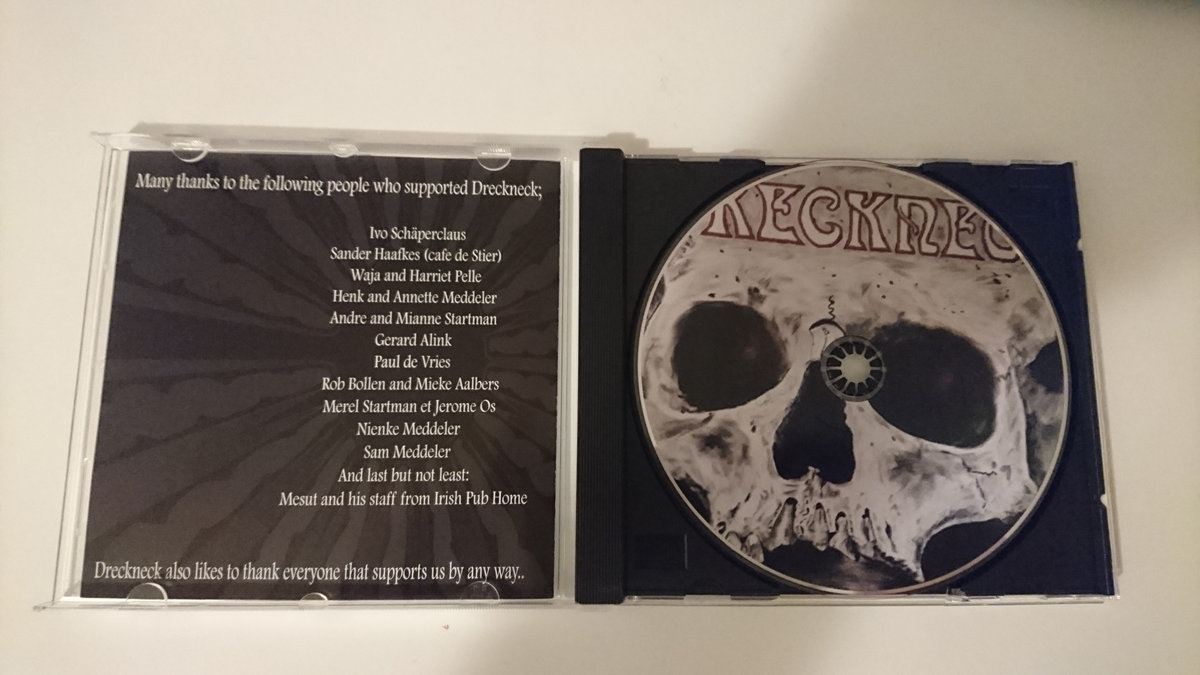 Many thanks to the following people who supported Dreckneck;
Ivo Schäperclaus
Sander Haafkes (cafe de Stier)
Waja and Harriet Pelle
Henk and Annette Meddeler
Andre and Mianne Startman
Gerard Alink
Paul de Vries
Rob Bollen and Mieke Aalbers
Merel Startman et Jerome Os
Nienke Meddeler
Sam Meddeler
And last but not least:
Mesut and his staff from Irish Pub Home
Dreckneck also likes to thank everyone that supports us by any way..
RECKNEC